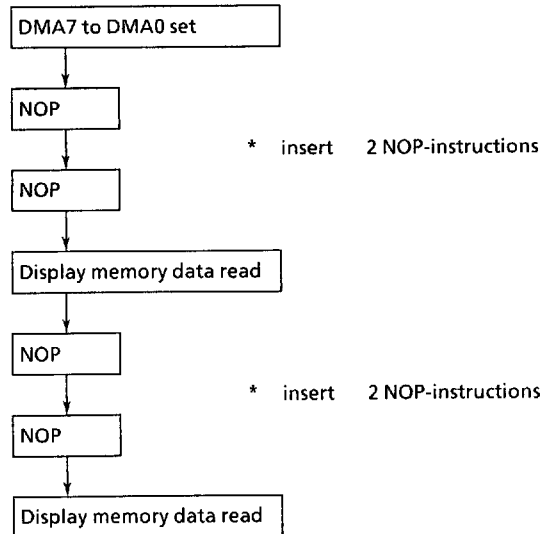 DMA7 to DMA0 set
NOP
* insert 2 NOP-instructions
NOP
Display memory data read
NOP
* insert 2 NOP-instructions
NOP
Display memory data read